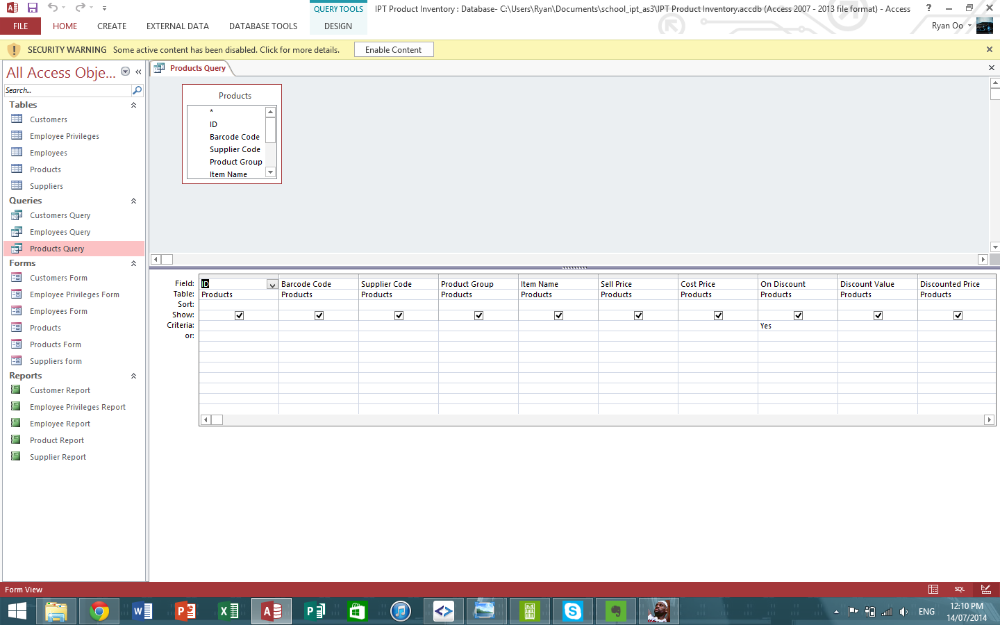 QUERY TOOLS
IPT Product Inventory : Database- C:\Users\Ryan\Documents\school_ipt_as3\IPT Product Inventory.accdb (Access 2007 - 2013 file format) - Access
FILE HOME CREATE EXTERNAL DATA DATABASE TOOLS DESIGN
Ryan Oo
SECURITY WARNING Some active content has been disabled. Click for more details. Enable Content
All Access Obje...
Search...
Tables
Customers
Employee Privileges
Employees
Products
Suppliers
Queries
Customers Query
Employees Query
Products Query
Forms
Customers Form
Employee Privileges Form
Employees Form
Products
Products Form
Suppliers form
Reports
Customer Report
Employee Privileges Report
Employee Report
Product Report
Supplier Report
Products Query
Products
*
ID
Barcode Code
Supplier Code
Product Group
Item Name
Field: ID Barcode Code Supplier Code Product Group Item Name Sell Price Cost Price On Discount Discount Value Discounted Price
Table: Products Products Products Products Products Products Products Products Products Products
Sort:
Show:
Criteria: Yes
or:
Form View
SQL
ENG
12:10 PM
14/07/2014